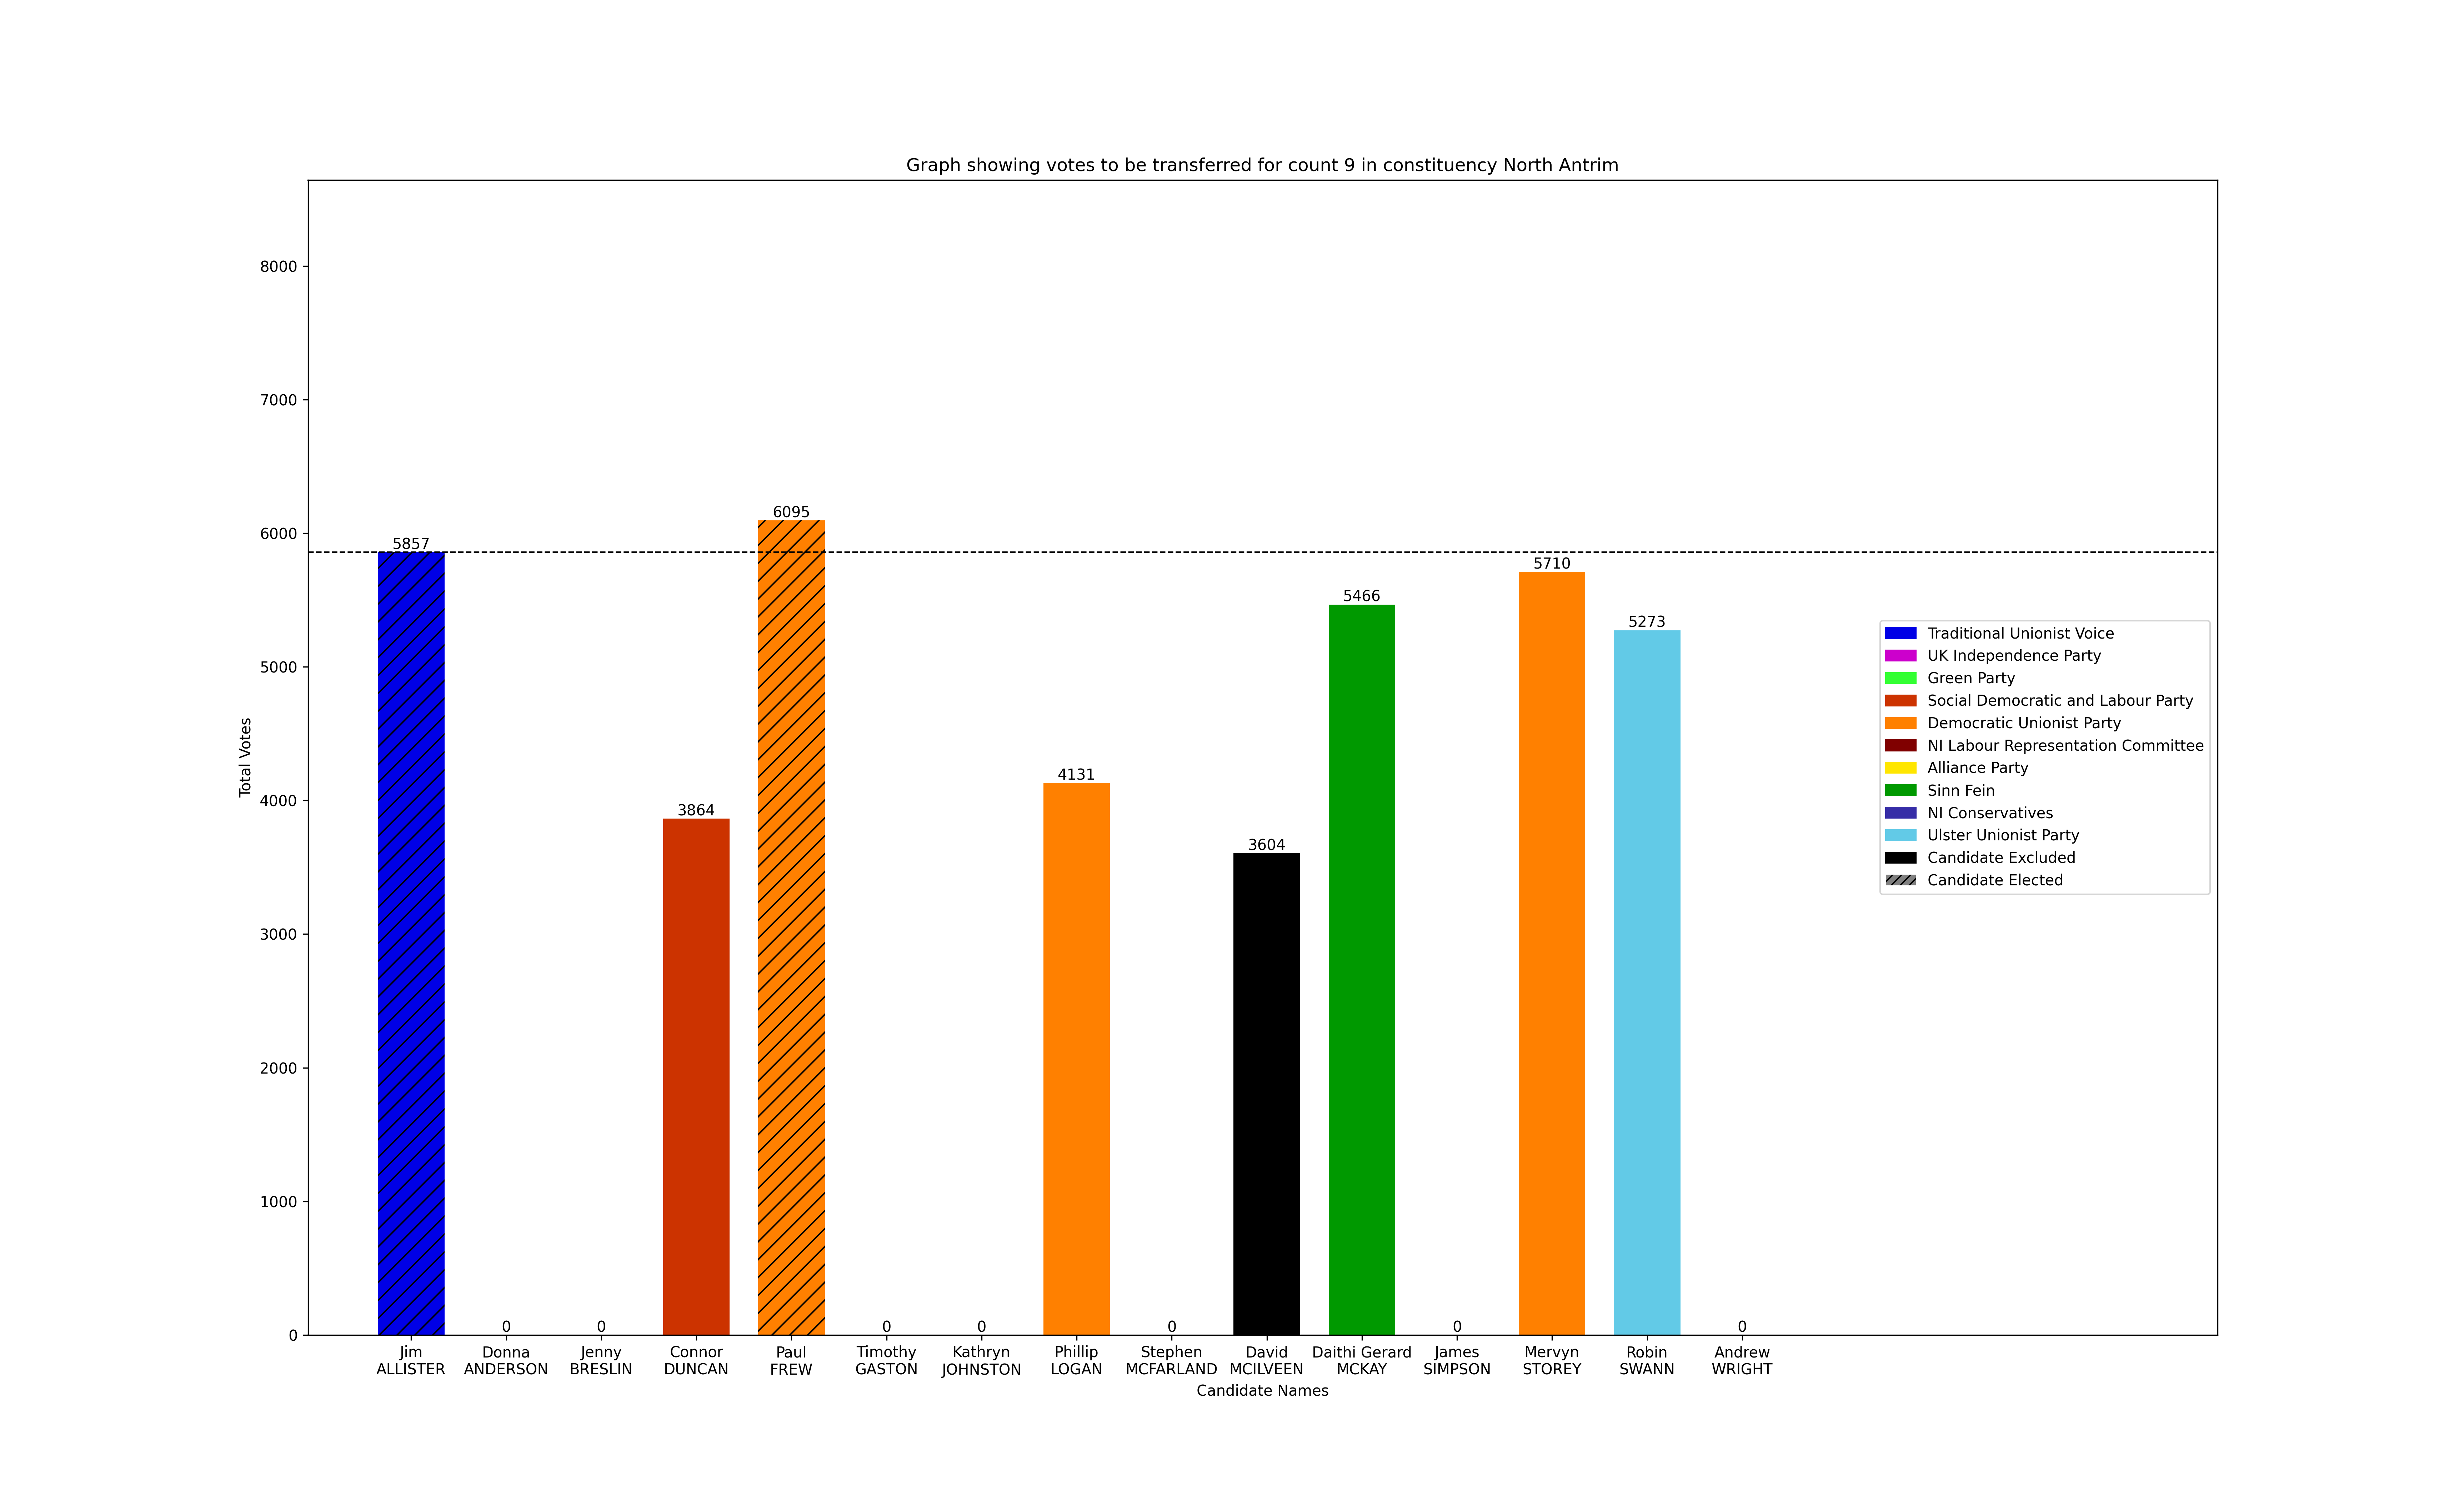 Graph showing votes to be transferred for count 9 in constituency North Antrim
8000
7000
6000
5000
4000
3000
2000
1000
0
Total Votes
5857
0
0
3864
6095
0
0
4131
0
3604
5466
0
5710
5273
0
Traditional Unionist Voice
UK Independence Party
Green Party
Social Democratic and Labour Party
Democratic Unionist Party
NI Labour Representation Committee
Alliance Party
Sinn Fein
NI Conservatives
Ulster Unionist Party
Candidate Excluded
Candidate Elected
Jim
ALLISTER
Donna
ANDERSON
Jenny
BRESLIN
Connor
DUNCAN
Paul
FREW
Timothy
GASTON
Kathryn
JOHNSTON
Phillip
LOGAN
Stephen
MCFARLAND
David
MCILVEEN
Daithi Gerard
MCKAY
James
SIMPSON
Mervyn
STOREY
Robin
SWANN
Andrew
WRIGHT
Candidate Names